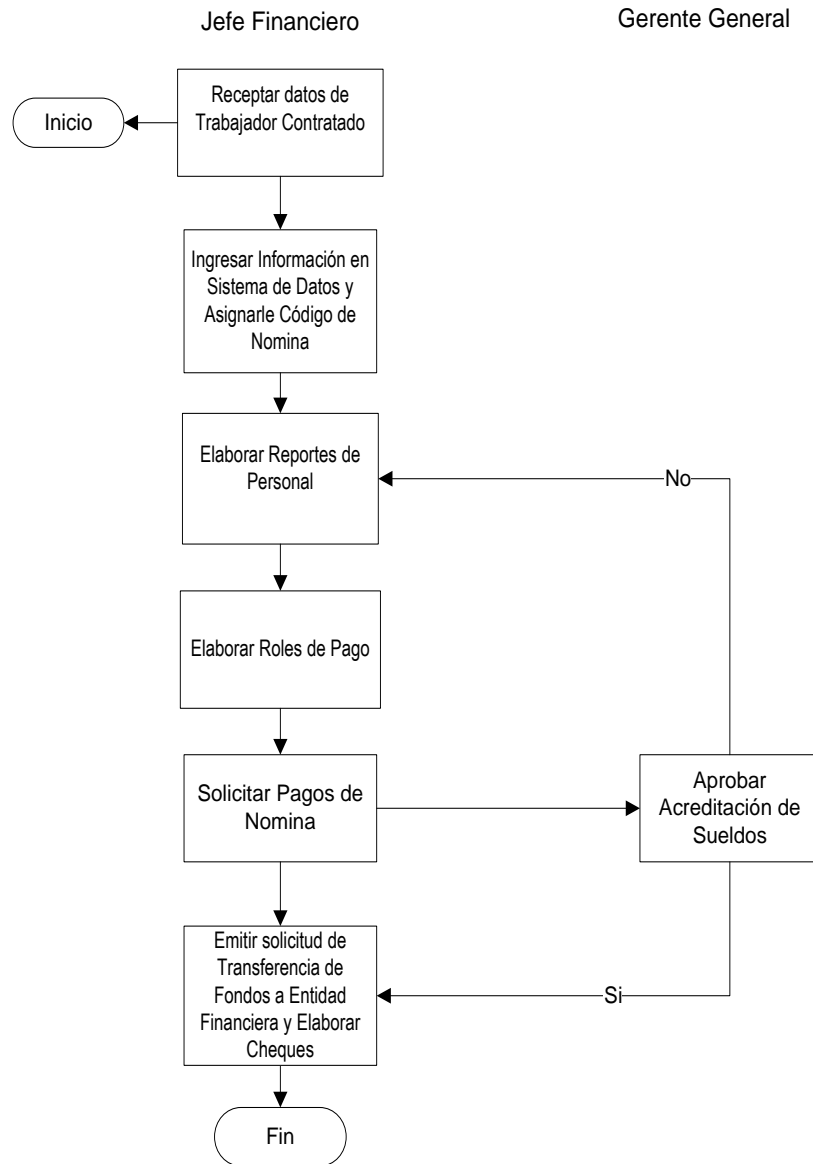 Jefe Financiero
Gerente General
Inicio
Receptar datos de
Trabajador Contratado
Ingresar Información en
Sistema de Datos y
Asignarle Código de
Nomina
Elaborar Reportes de
Personal
No
Elaborar Roles de Pago
Solicitar Pagos de
Nomina
Aprobar
Acreditación de
Sueldos
Emitir solicitud de
Transferencia de
Fondos a Entidad
Financiera y Elaborar
Cheques
Si
Fin